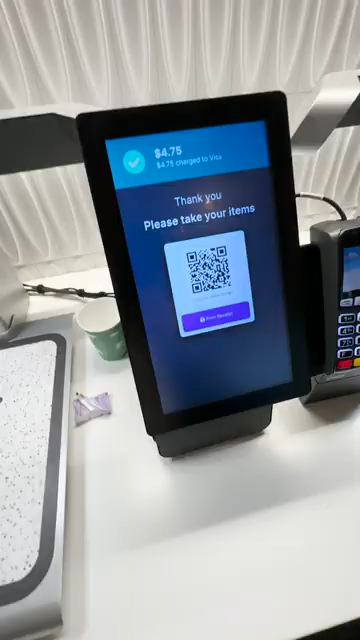 $4.75
$4.75 charged to Visa
Thank you
Please take your items
Print Receipt